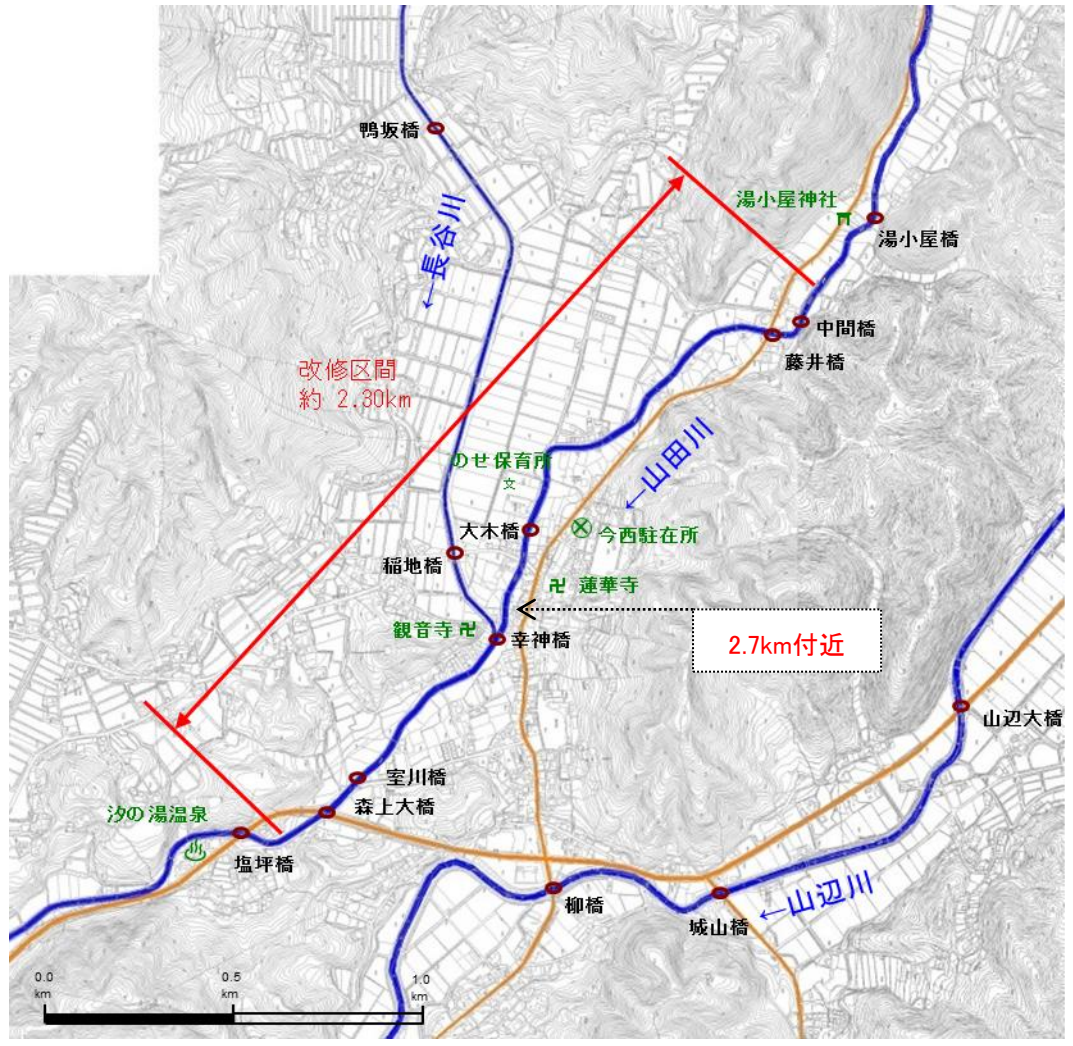 鴨坂橋
湯小屋神社
湯小屋橋
←長谷川
中間橋
藤井橋
改修区間
約 2.30km
←山田川
のせ保育所
文
大木橋
今西駐在所
稲地橋
蓮華寺
観音寺
幸神橋
2.7km付近
山辺大橋
室川橋
森上大橋
汐の湯温泉
塩坪橋
柳橋
←山辺川
城山橋
0.0
km
0.5
km
1.0
km